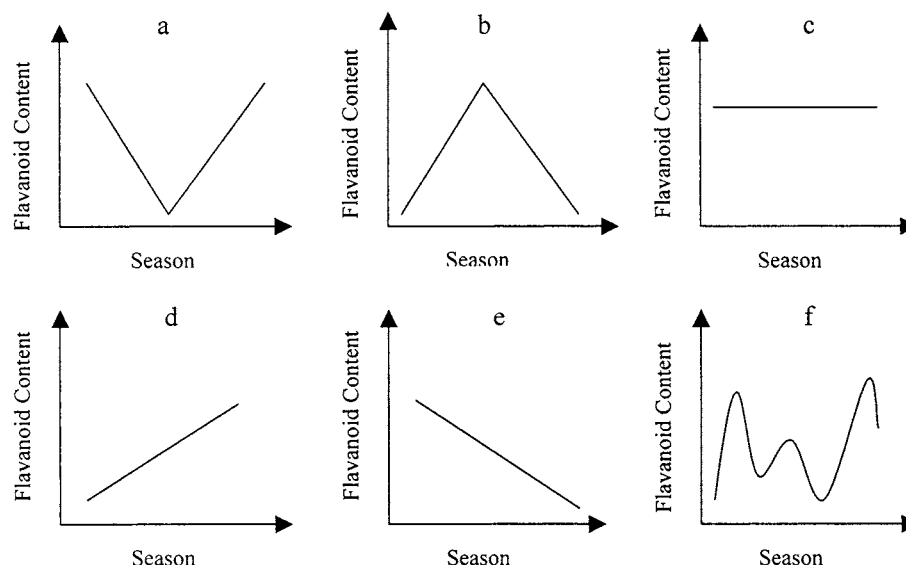 a
Flavanoid Content
Season
b
Flavanoid Content
Season
c
Flavanoid Content
Season
d
Flavanoid Content
Season
e
Flavanoid Content
Season
f
Flavanoid Content
Season